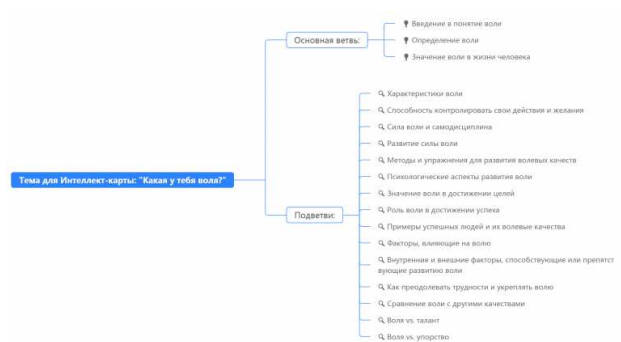 Тема для Интеллект-карты: "Какая у тебя воля?"
Основная ветвь:
Введение в понятие воли
Определение воли
Значение воли в жизни человека
Подветви:
Характеристики воли
Способность контролировать свои действия и желания
Сила воли и самодисциплина
Развитие силы воли
Методы и упражнения для развития волевых качеств
Психологические аспекты развития воли
Значение воли в достижении целей
Роль воли в достижении успеха
Примеры успешных людей и их волевые качества
Факторы, влияющие на волю
Внутренние и внешние факторы, способствующие или препятст
вующие развитию воли
Как преодолевать трудности и укреплять волю
Сравнение воли с другими качествами
Воля vs. талант
Воля vs. упорство